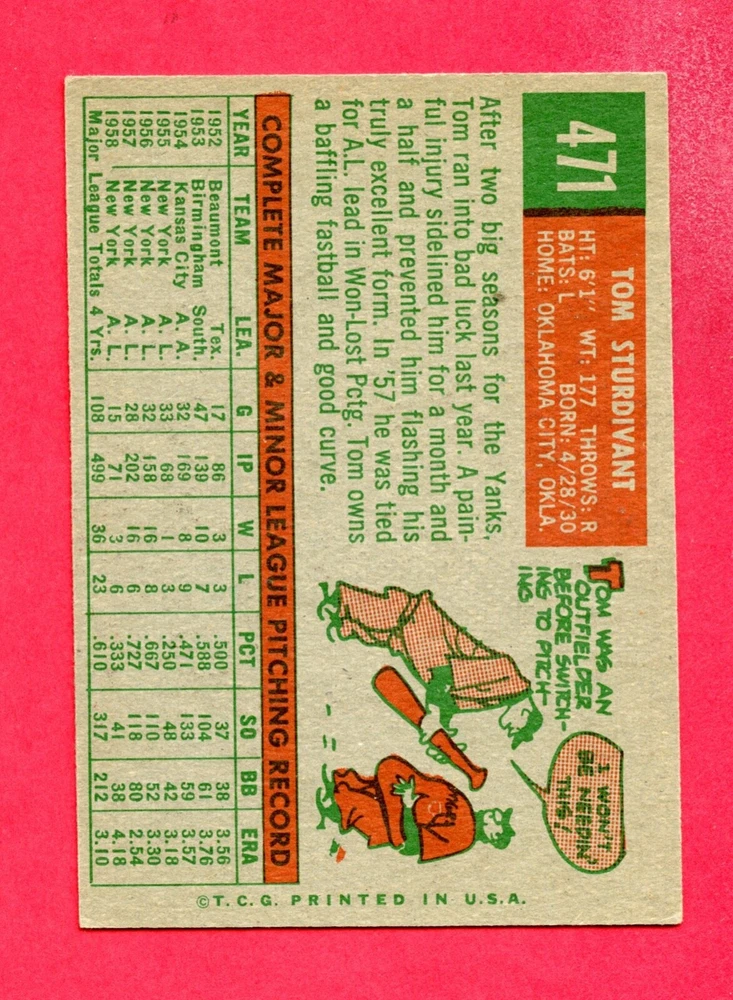 471
TOM STURDIVANT
HT: 6'1" WT: 177 THROWS: R
BATS: L BORN: 4/28/30
HOME: OKLAHOMA CITY, OKLA.
After two big seasons for the Yanks,
Tom ran into bad luck last year. A pain-
ful injury sidelined him for a month and
a half and prevented him flashing his
truly excellent form. In '57 he was tied
for A.L. lead in Won-Lost Pctg. Tom owns
a baffling fastball and good curve.
TOM WAS AN
OUTFIELDER
BEFORE SWITCH-
ING TO PITCH-
ING
I WON'T
BE NEEDIN'
THIS!
COMPLETE MAJOR & MINOR LEAGUE PITCHING RECORD
YEAR TEAM LEA. G IP W L PCT SO BB ERA
1952 Beaumont Tex. 17 86 3 3 .500 37 38 3.56
1953 Birmingham South. 47 139 10 7 .588 104 61 3.76
1954 Kansas City A. A. 32 169 8 9 .471 133 59 3.57
1955 New York A. L. 33 68 1 3 .250 48 42 3.18
1956 New York A. L. 32 158 16 8 .667 110 52 3.30
1957 New York A. L. 28 202 16 6 .727 118 80 2.54
1958 New York A. L. 15 71 3 6 .333 41 38 4.18
Major League Totals 4 Yrs. 108 499 36 23 .610 317 212 3.10
©T.C.G. PRINTED IN U.S.A.